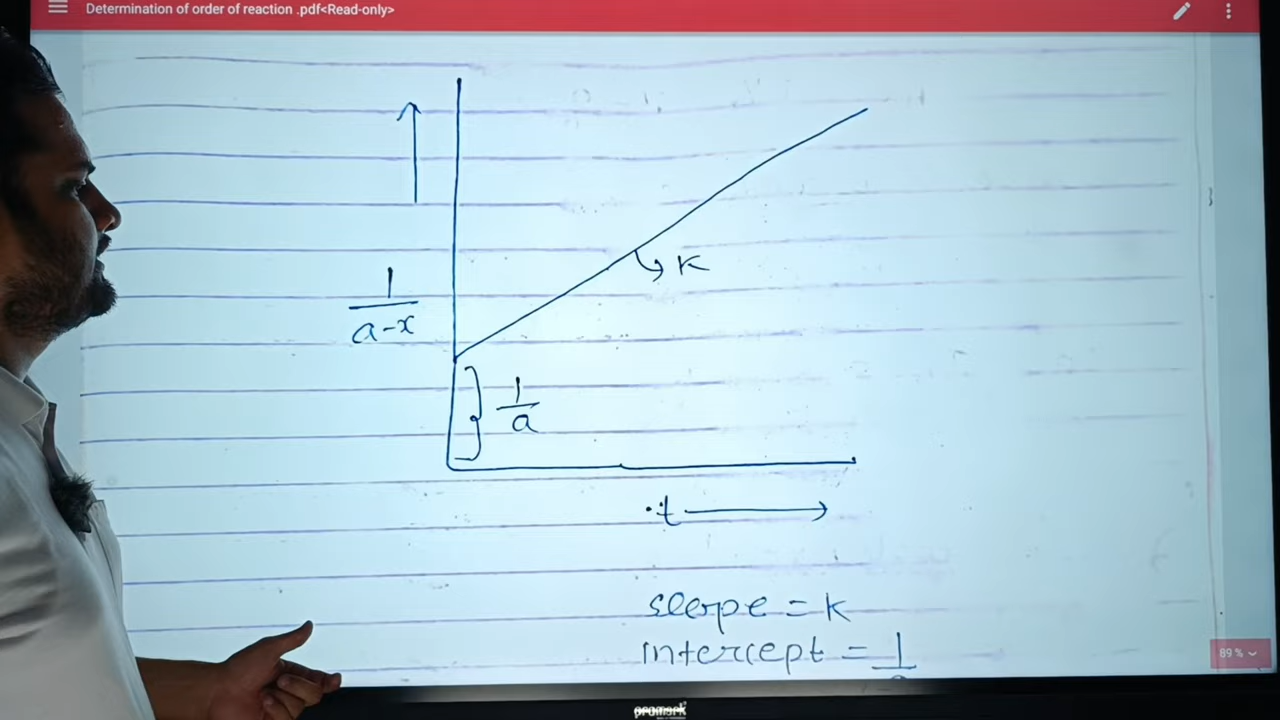 Determination of order of reaction .pdf<Read-only>
1
a-x
K
1
a
t
slope = K
intercept = 1
89 %
promark